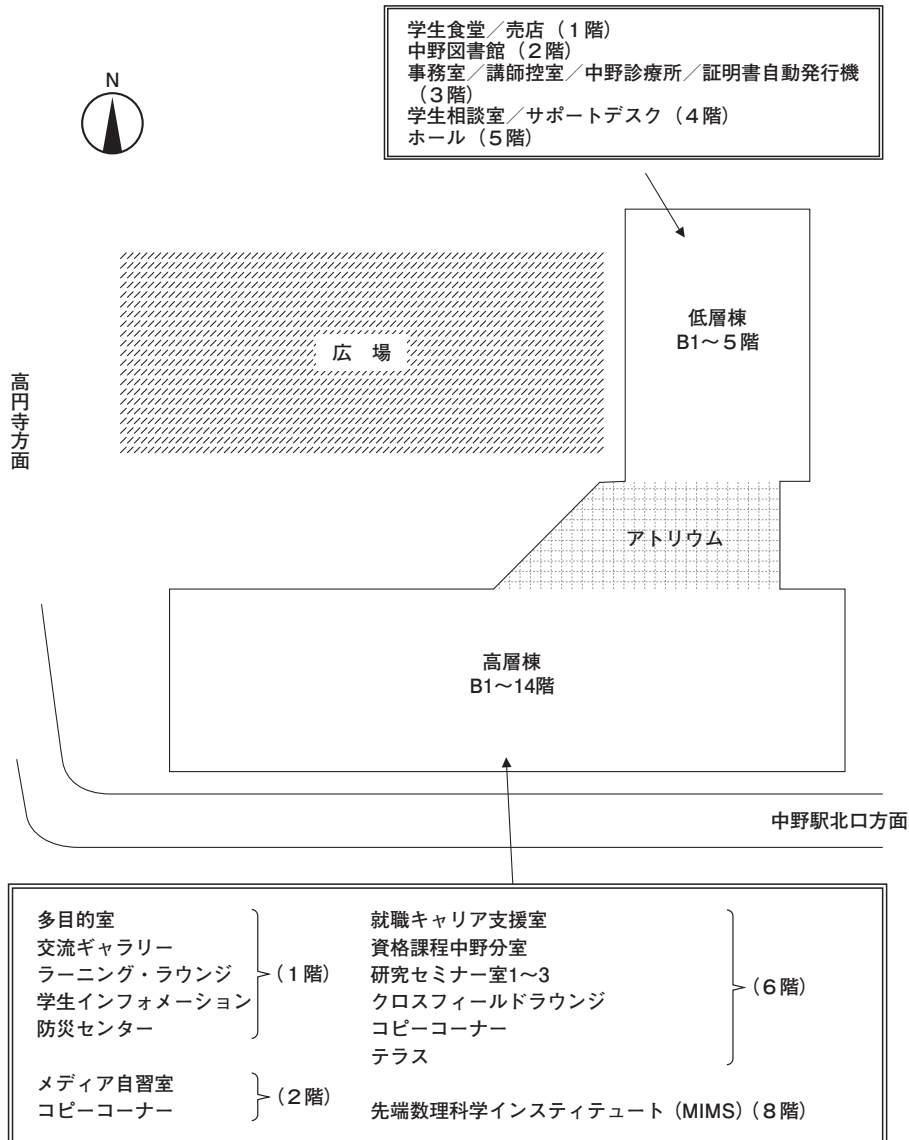 学生食堂／売店（１階）
中野図書館（２階）
事務室／講師控室／中野診療所／証明書自動発行機
（３階）
学生相談室／サポートデスク（４階）
ホール（５階）
N
低層棟
B1～５階
広　場
高円寺方面
アトリウム
高層棟
B1～14階
中野駅北口方面
多目的室
交流ギャラリー
ラーニング・ラウンジ
学生インフォメーション
防災センター
（１階）
メディア自習室
コピーコーナー
（２階）
就職キャリア支援室
資格課程中野分室
研究セミナー室1～3
クロスフィールドラウンジ
コピーコーナー
テラス
（６階）
先端数理科学インスティテュート（MIMS）（８階）